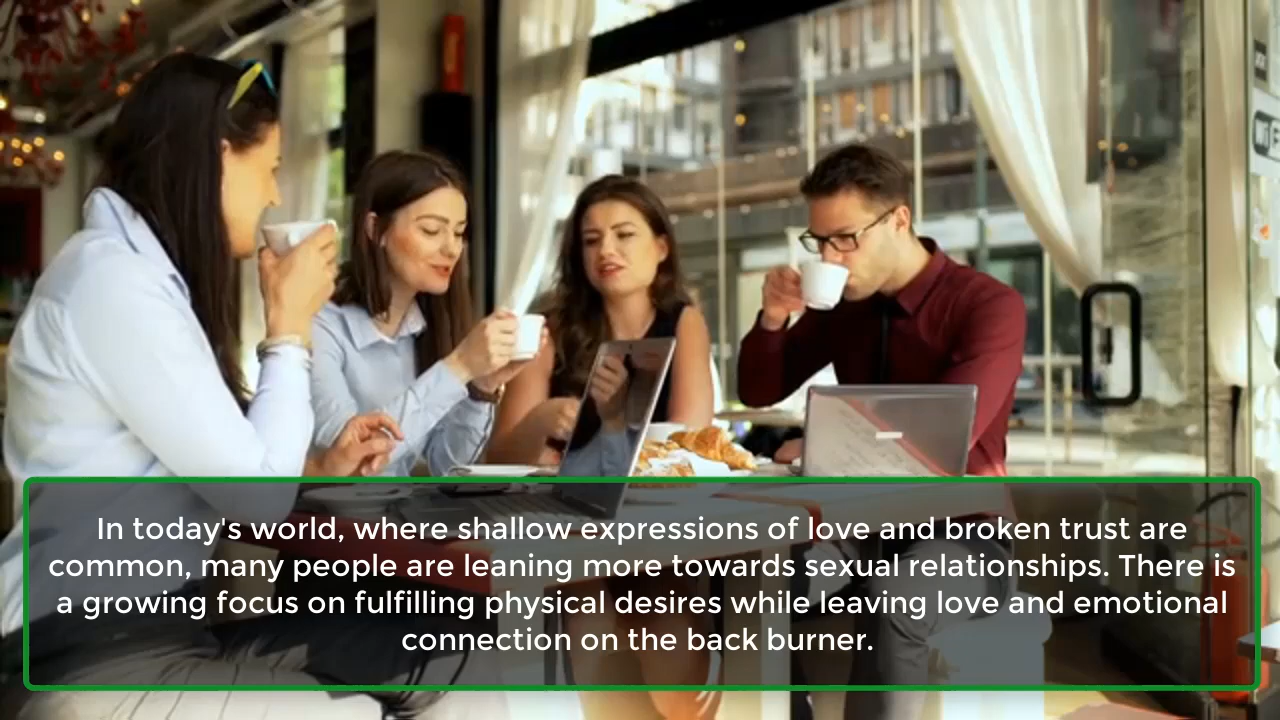 In today's world, where shallow expressions of love and broken trust are
common, many people are leaning more towards sexual relationships. There is
a growing focus on fulfilling physical desires while leaving love and emotional
connection on the back burner.